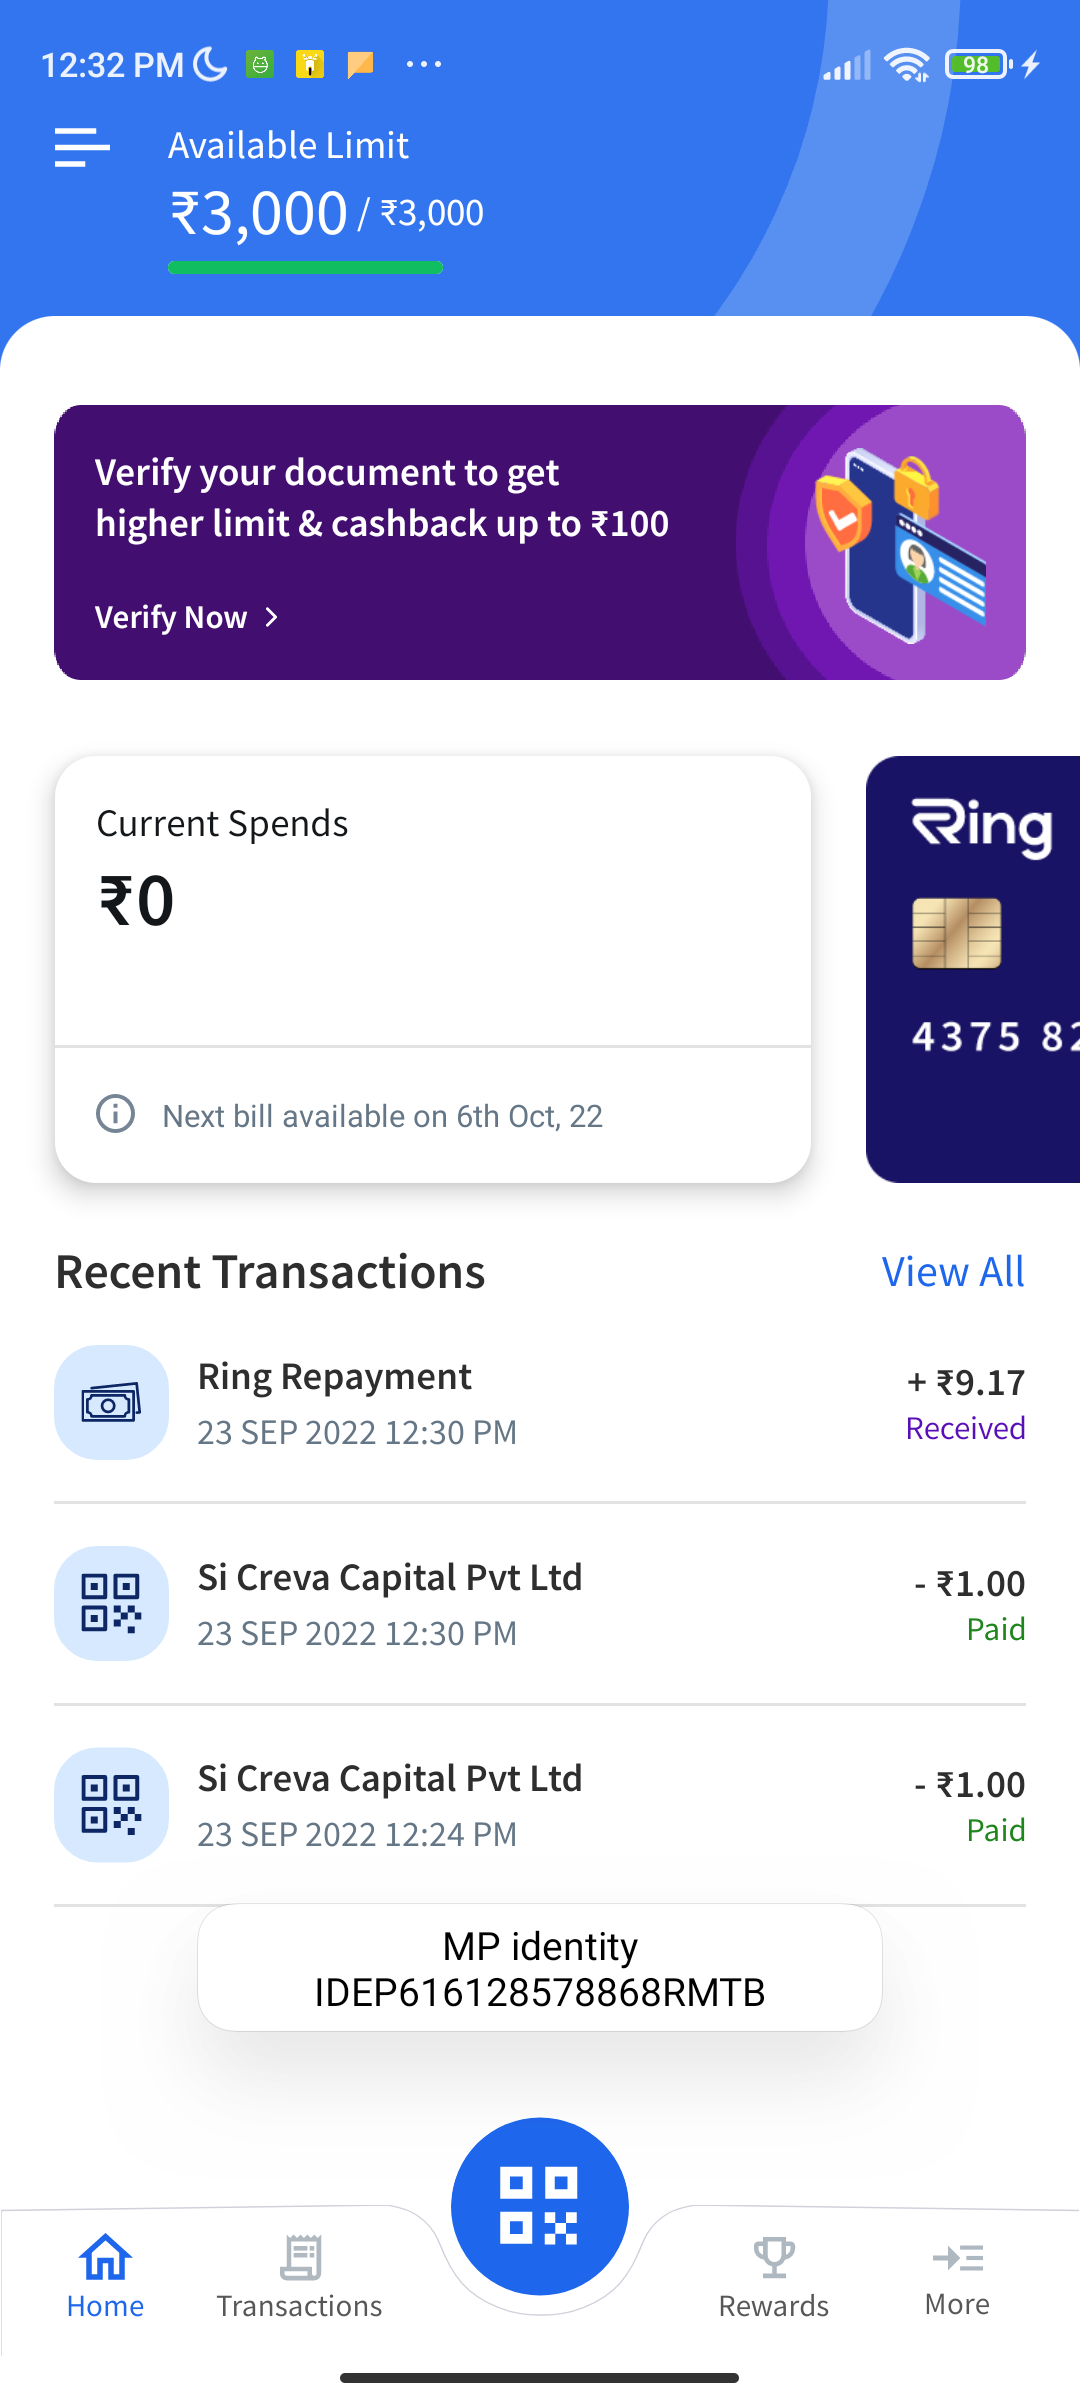 12:32 PM
98
Available Limit
₹3,000 / ₹3,000
Verify your document to get
higher limit & cashback up to ₹100
Verify Now
Current Spends
₹0
Next bill available on 6th Oct, 22
Ring
4375 82
Recent Transactions
View All
Ring Repayment
+ ₹9.17
23 SEP 2022 12:30 PM
Received
Si Creva Capital Pvt Ltd
- ₹1.00
23 SEP 2022 12:30 PM
Paid
Si Creva Capital Pvt Ltd
- ₹1.00
23 SEP 2022 12:24 PM
Paid
MP identity
IDEP616128578868RMTB
Home
Transactions
Rewards
More